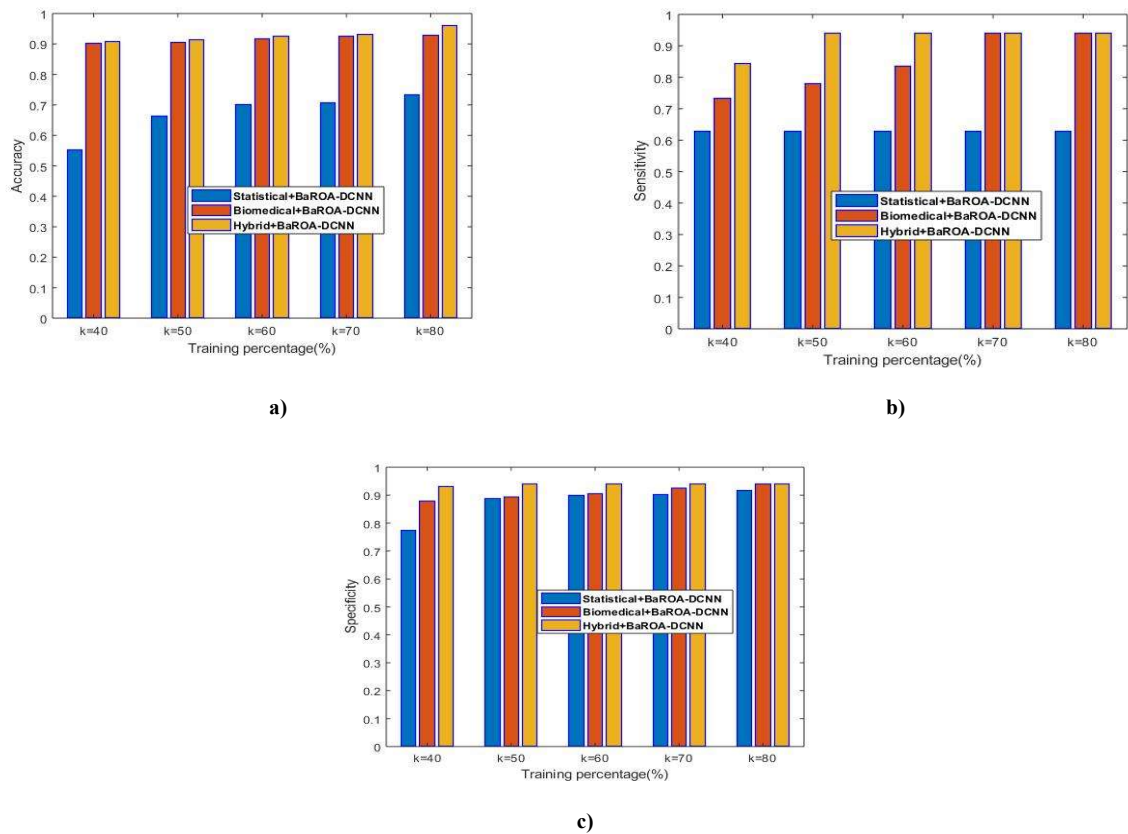 1
0.9
0.8
0.7
0.6
0.5
0.4
0.3
0.2
0.1
0
Accuracy
Statistical+BaROA-DCNN
Biomedical+BaROA-DCNN
Hybrid+BaROA-DCNN
k=40 k=50 k=60 k=70 k=80
Training percentage(%)
a)
1
0.9
0.8
0.7
0.6
0.5
0.4
0.3
0.2
0.1
0
Sensitivity
Statistical+BaROA-DCNN
Biomedical+BaROA-DCNN
Hybrid+BaROA-DCNN
k=40 k=50 k=60 k=70 k=80
Training percentage(%)
b)
1
0.9
0.8
0.7
0.6
0.5
0.4
0.3
0.2
0.1
0
Specificity
Statistical+BaROA-DCNN
Biomedical+BaROA-DCNN
Hybrid+BaROA-DCNN
k=40 k=50 k=60 k=70 k=80
Training percentage(%)
c)